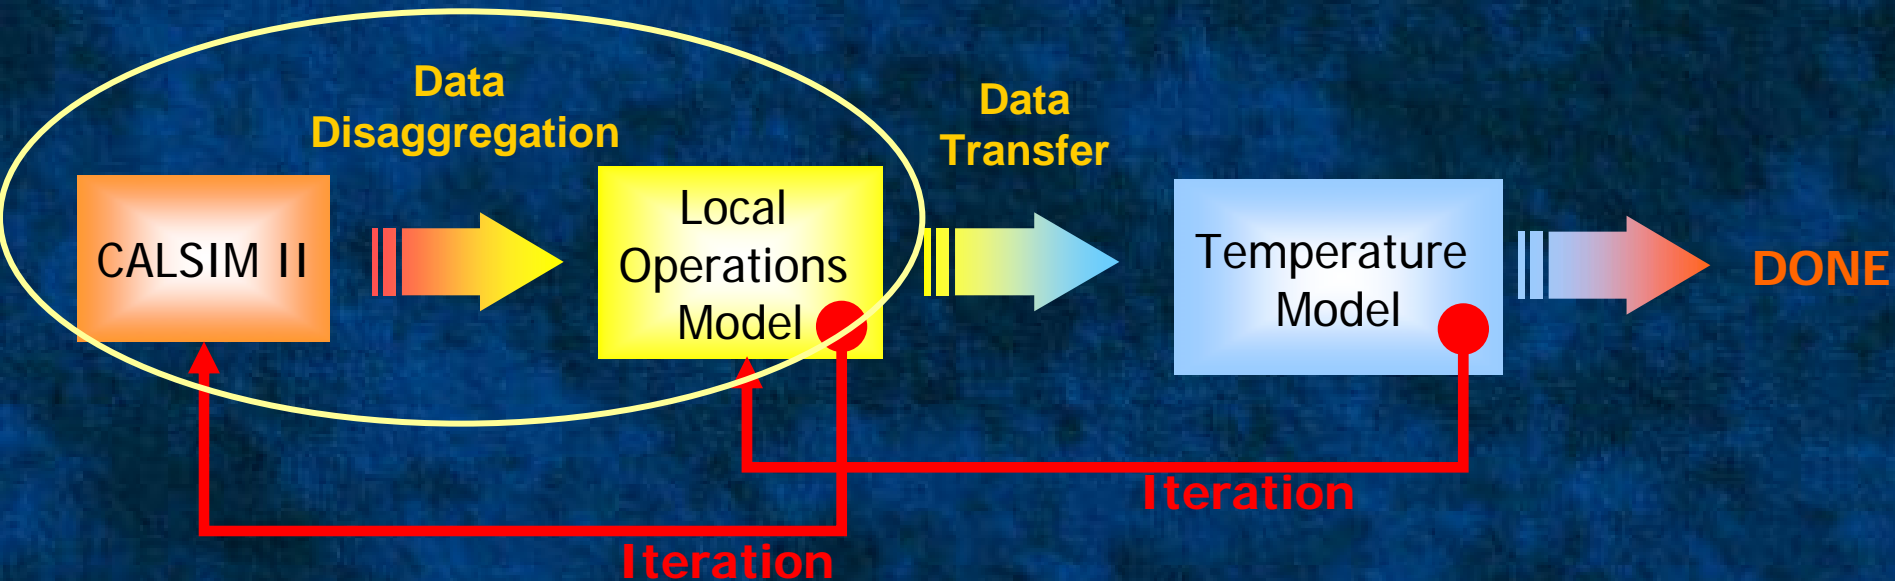 Data
Disaggregation
Data
Transfer
CALSIM II
Local
Operations
Model
Temperature
Model
DONE
Iteration
Iteration